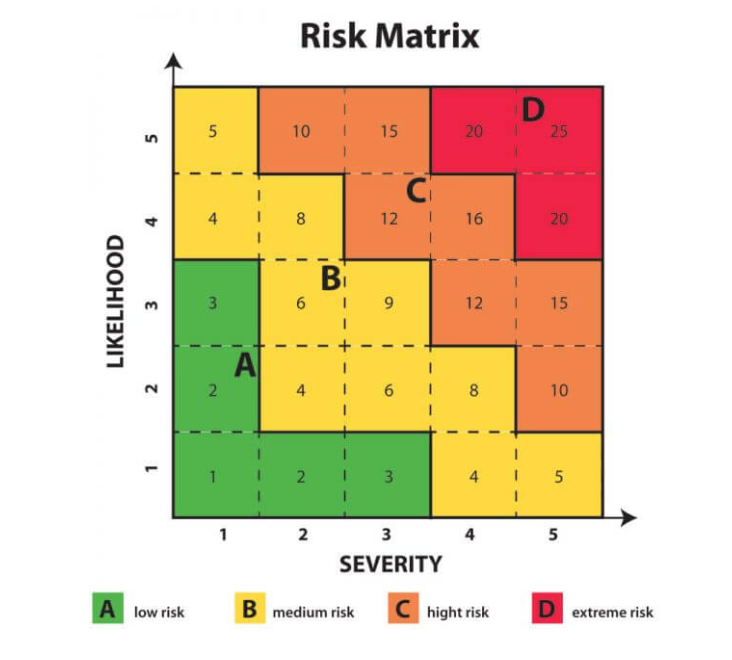 Risk Matrix
LIKELIHOOD
5
5 10 15 20 D 25
4
4 8 C 12 16 20
3
3 B 6 9 12 15
2
A 2 4 6 8 10
1
1 2 3 4 5
1 2 3 4 5
SEVERITY
A low risk B medium risk C hight risk D extreme risk